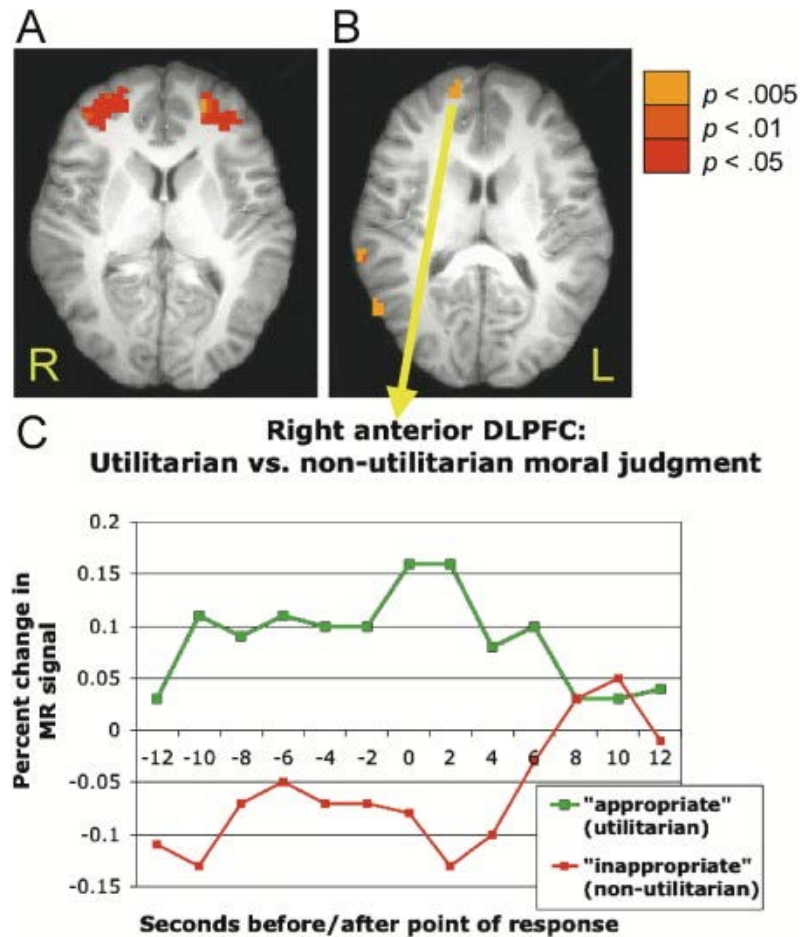 A
B
p < .005
p < .01
p < .05
R
L
C
Right anterior DLPFC:
Utilitarian vs. non-utilitarian moral judgment
Percent change in
MR signal
0.2
0.15
0.1
0.05
0
-0.05
-0.1
-0.15
-12 -10 -8 -6 -4 -2 0 2 4 6 8 10 12
"appropriate"
(utilitarian)
"inappropriate"
(non-utilitarian)
Seconds before/after point of response